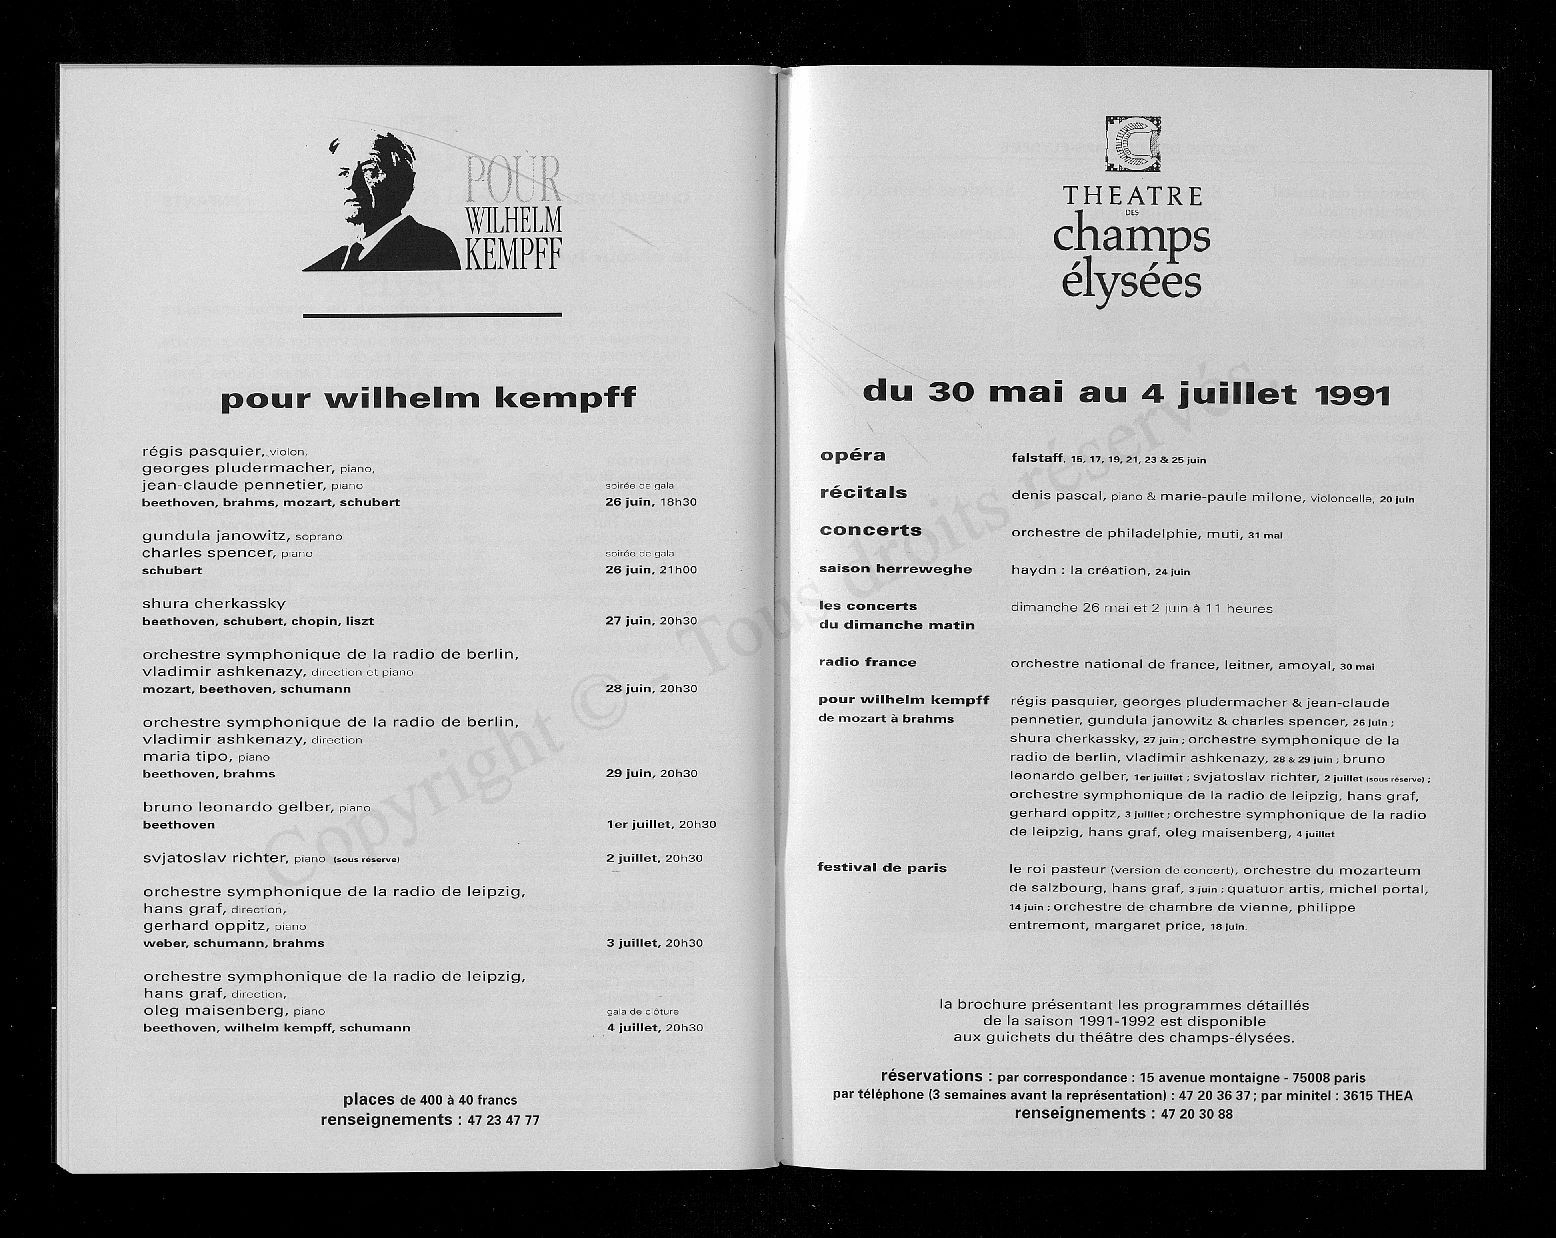 POUR
WILHELM
KEMPFF
pour wilhelm kempff
régis pasquier, violon,
georges pludermacher, piano,
jean-claude pennetier, piano
soirée de gala
beethoven, brahms, mozart, schubert
26 juin, 18h30
gundula janowitz, soprano
charles spencer, piano
soirée de gala
schubert
26 juin, 21h00
shura cherkassky
beethoven, schubert, chopin, liszt
27 juin, 20h30
orchestre symphonique de la radio de berlin,
vladimir ashkenazy, direction et piano
mozart, beethoven, schumann
28 juin, 20h30
orchestre symphonique de la radio de berlin,
vladimir ashkenazy, direction
maria tipo, piano
beethoven, brahms
29 juin, 20h30
bruno leonardo gelber, piano
beethoven
1er juillet, 20h30
svjatoslav richter, piano (sous réserve)
2 juillet, 20h30
orchestre symphonique de la radio de leipzig,
hans graf, direction,
gerhard oppitz, piano
weber, schumann, brahms
3 juillet, 20h30
orchestre symphonique de la radio de leipzig,
hans graf, direction,
oleg maisenberg, piano
gala de clôture
beethoven, wilhelm kempff, schumann
4 juillet, 20h30
places de 400 à 40 francs
renseignements : 47 23 47 77
THEATRE
DES
champs
élysées
du 30 mai au 4 juillet 1991
opéra
falstaff, 15, 17, 19, 21, 23 & 25 juin
récitals
denis pascal, piano & marie-paule milone, violoncelle, 20 juin
concerts
orchestre de philadelphie, muti, 31 mai
saison herreweghe
haydn : la création, 24 juin
les concerts
du dimanche matin
dimanche 26 mai et 2 juin à 11 heures
radio france
orchestre national de france, leitner, amoyal, 30 mai
pour wilhelm kempff
de mozart à brahms
régis pasquier, georges pludermacher & jean-claude
pennetier, gundula janowitz & charles spencer, 26 juin ;
shura cherkassky, 27 juin ; orchestre symphonique de la
radio de berlin, vladimir ashkenazy, 28 & 29 juin ; bruno
leonardo gelber, 1er juillet ; svjatoslav richter, 2 juillet (sous réserve) ;
orchestre symphonique de la radio de leipzig, hans graf,
gerhard oppitz, 3 juillet ; orchestre symphonique de la radio
de leipzig, hans graf, oleg maisenberg, 4 juillet
festival de paris
le roi pasteur (version de concert), orchestre du mozarteum
de salzbourg, hans graf, 3 juin ; quatuor artis, michel portal,
14 juin ; orchestre de chambre de vienne, philippe
entremont, margaret price, 18 juin.
la brochure présentant les programmes détaillés
de la saison 1991-1992 est disponible
aux guichets du théâtre des champs-élysées.
réservations : par correspondance : 15 avenue montaigne - 75008 paris
par téléphone (3 semaines avant la représentation) : 47 20 36 37 ; par minitel : 3615 THEA
renseignements : 47 20 30 88
Copyright © - Tous droits réservés.